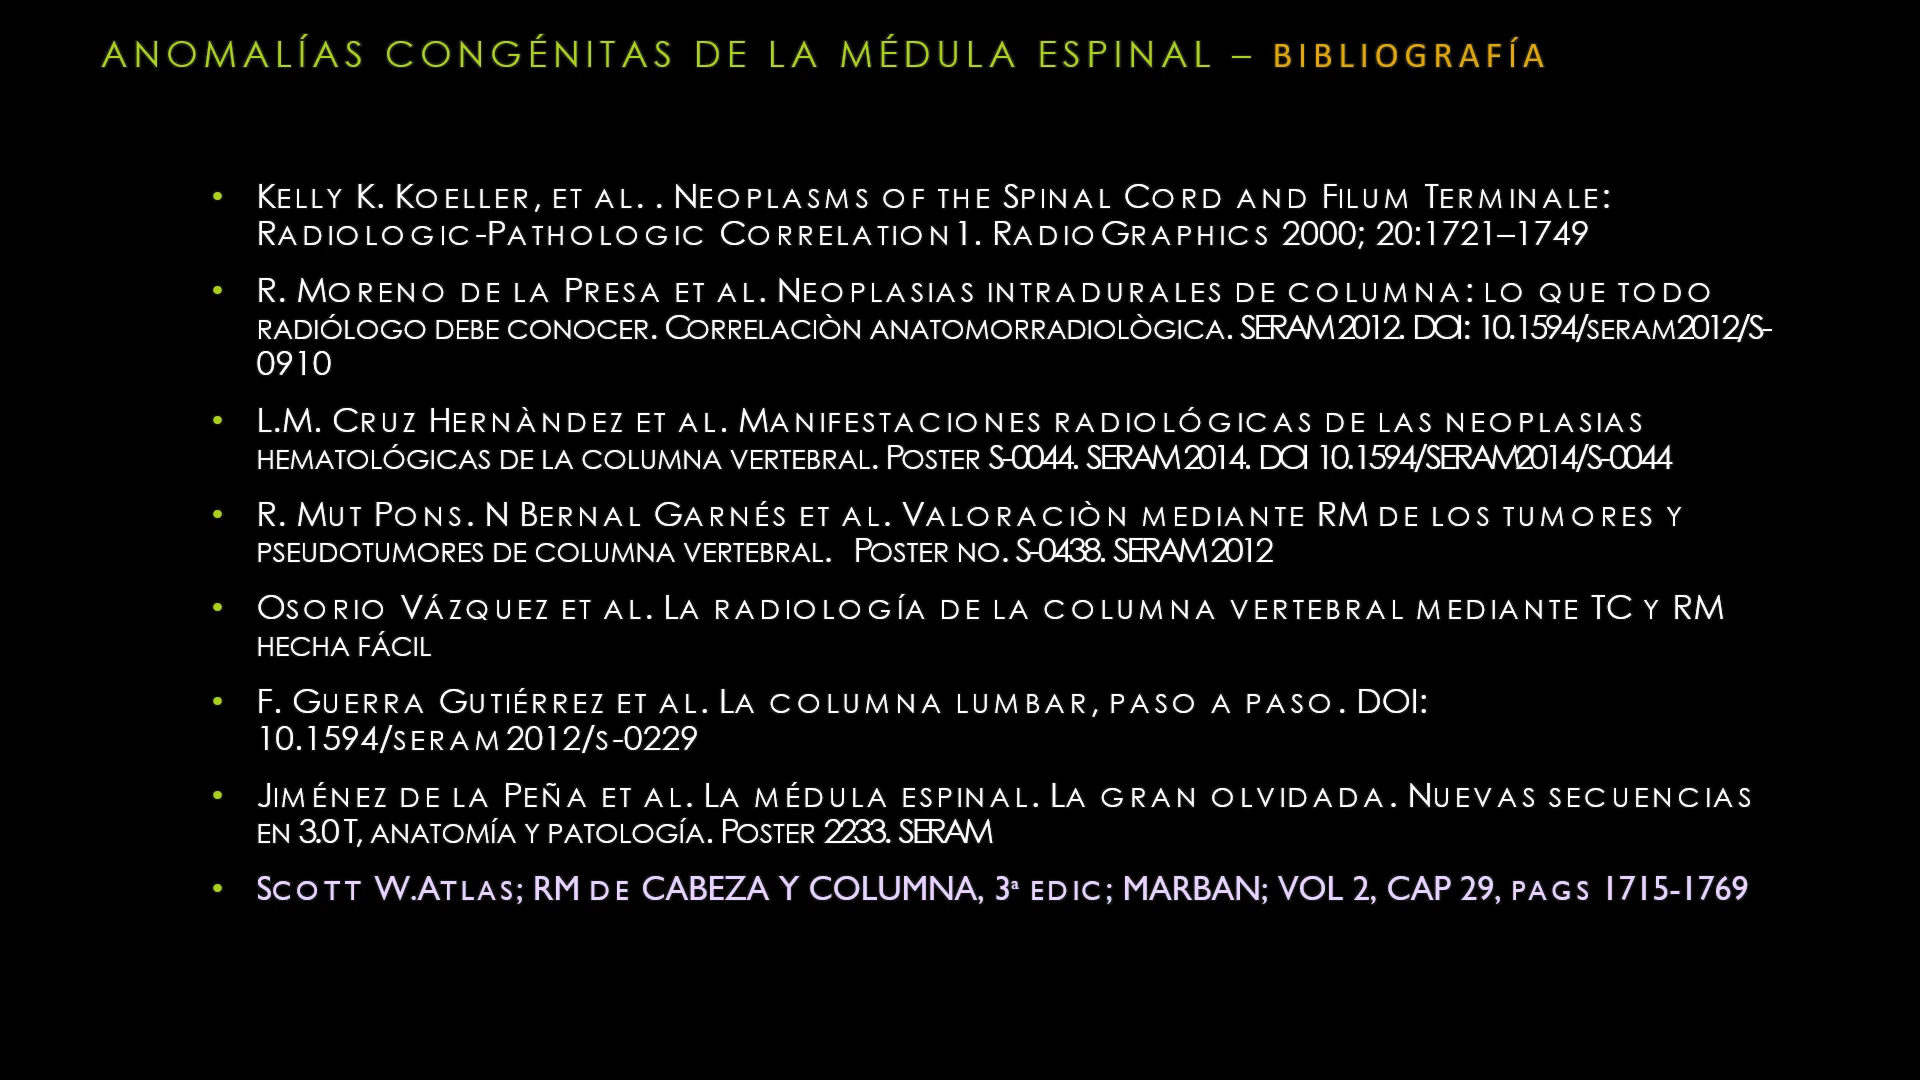 ANOMALÍAS CONGÉNITAS DE LA MÉDULA ESPINAL – BIBLIOGRAFÍA
• KELLY K. KOELLER, ET AL. . NEOPLASMS OF THE SPINAL CORD AND FILUM TERMINALE:
RADIOLOGIC-PATHOLOGIC CORRELATION1. RADIOGRAPHICS 2000; 20:1721–1749
• R. MORENO DE LA PRESA ET AL. NEOPLASIAS INTRADURALES DE COLUMNA: LO QUE TODO
RADIÓLOGO DEBE CONOCER. CORRELACIÒN ANATOMORRADIOLÒGICA. SERAM 2012. DOI: 10.1594/SERAM2012/S-
0910
• L.M. CRUZ HERNÀNDEZ ET AL. MANIFESTACIONES RADIOLÓGICAS DE LAS NEOPLASIAS
HEMATOLÓGICAS DE LA COLUMNA VERTEBRAL. POSTER S-0044. SERAM 2014. DOI 10.1594/SERAM2014/S-0044
• R. MUT PONS. N BERNAL GARNÉS ET AL. VALORACIÒN MEDIANTE RM DE LOS TUMORES Y
PSEUDOTUMORES DE COLUMNA VERTEBRAL. POSTER NO. S-0438. SERAM 2012
• OSORIO VÁZQUEZ ET AL. LA RADIOLOGÍA DE LA COLUMNA VERTEBRAL MEDIANTE TC Y RM
HECHA FÁCIL
• F. GUERRA GUTIÉRREZ ET AL. LA COLUMNA LUMBAR, PASO A PASO. DOI:
10.1594/SERAM2012/S-0229
• JIMÉNEZ DE LA PEÑA ET AL. LA MÉDULA ESPINAL. LA GRAN OLVIDADA. NUEVAS SECUENCIAS
EN 3.0 T, ANATOMÍA Y PATOLOGÍA. POSTER 2233. SERAM
• SCOTT W.ATLAS; RM DE CABEZA Y COLUMNA, 3ª EDIC; MARBAN; VOL 2, CAP 29, PAGS 1715-1769